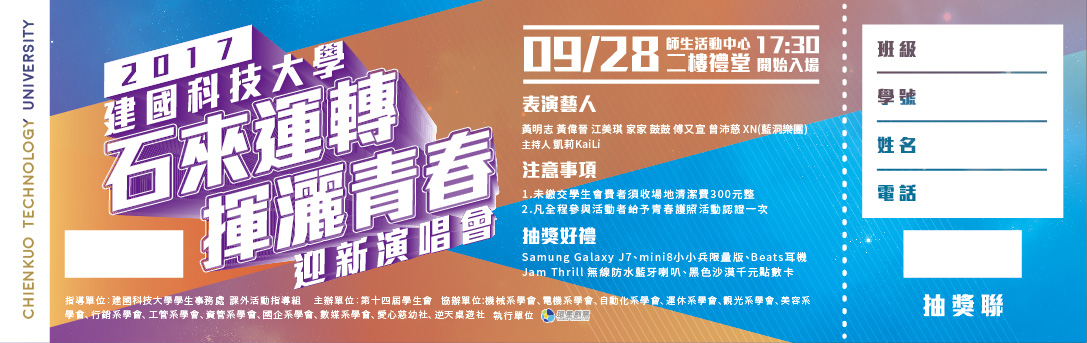 CHIENKUO TECHNOLOGY UNIVERSITY
2017
建國科技大學
石來運轉
揮灑青春
迎新演唱會
09/28
師生活動中心
二樓禮堂
17:30
開始入場
表演藝人
黃明志 黃偉晉 江美琪 家家 鼓鼓 傅又宣 曾沛慈 XN(藍洞樂團)
主持人 凱莉KaiLi
注意事項
1.未繳交學生會費者須收場地清潔費300元整
2.凡全程參與活動者給予青春護照活動認證一次
抽獎好禮
Samung Galaxy J7、mini8小小兵限量版、Beats耳機
Jam Thrill 無線防水藍牙喇叭、黑色沙漠千元點數卡
指導單位：建國科技大學學生事務處 課外活動指導組 主辦單位：第十四屆學生會 協辦單位:機械系學會、電機系學會、自動化系學會、運休系學會、觀光系學會、美容系
學會、行銷系學會、工管系學會、資管系學會、國企系學會、數媒系學會、愛心慈幼社、逆天桌遊社 執行單位
班級
學號
姓名
電話
抽獎聯